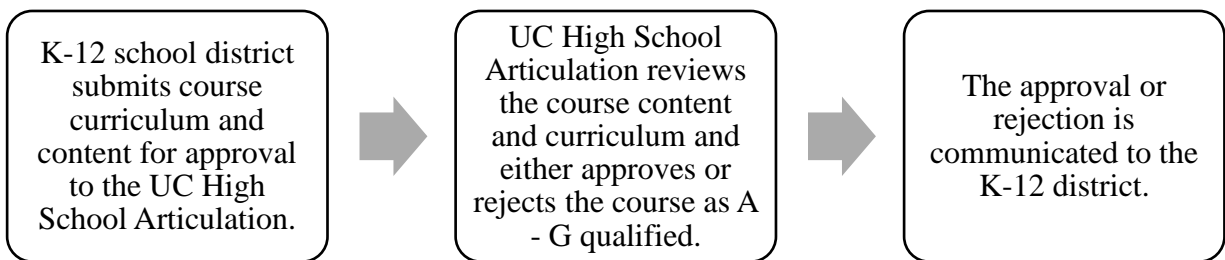 K-12 school district
submits course
curriculum and
content for approval
to the UC High
School Articulation.
UC High School
Articulation reviews
the course content
and curriculum and
either approves or
rejects the course as A
- G qualified.
The approval or
rejection is
communicated to the
K-12 district.